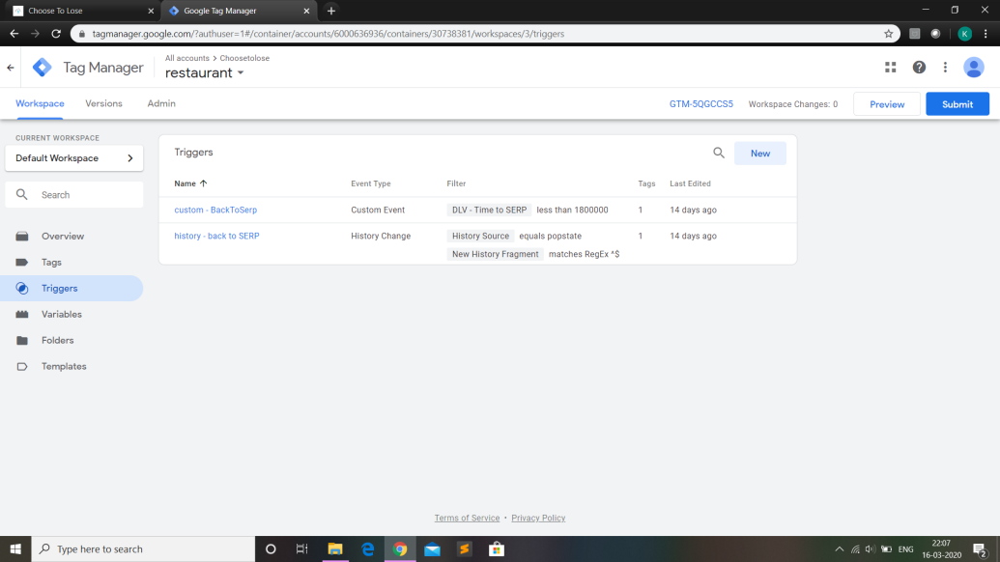 Choose To Lose
Google Tag Manager
tagmanager.google.com/?authuser=1#/container/accounts/6000636936/containers/30738381/workspaces/3/triggers
K
Tag Manager
All accounts > Choosetolose
restaurant
Workspace Versions Admin
GTM-5QGCCS5 Workspace Changes: 0 Preview Submit
CURRENT WORKSPACE
Default Workspace
Search
Overview
Tags
Triggers
Variables
Folders
Templates
Triggers
New
Name Event Type Filter Tags Last Edited
custom - BackToSerp Custom Event DLV - Time to SERP less than 1800000 1 14 days ago
history - back to SERP History Change History Source equals popstate 1 14 days ago
New History Fragment matches RegEx ^$
Terms of Service • Privacy Policy
Type here to search
ENG
22:07
16-03-2020
2